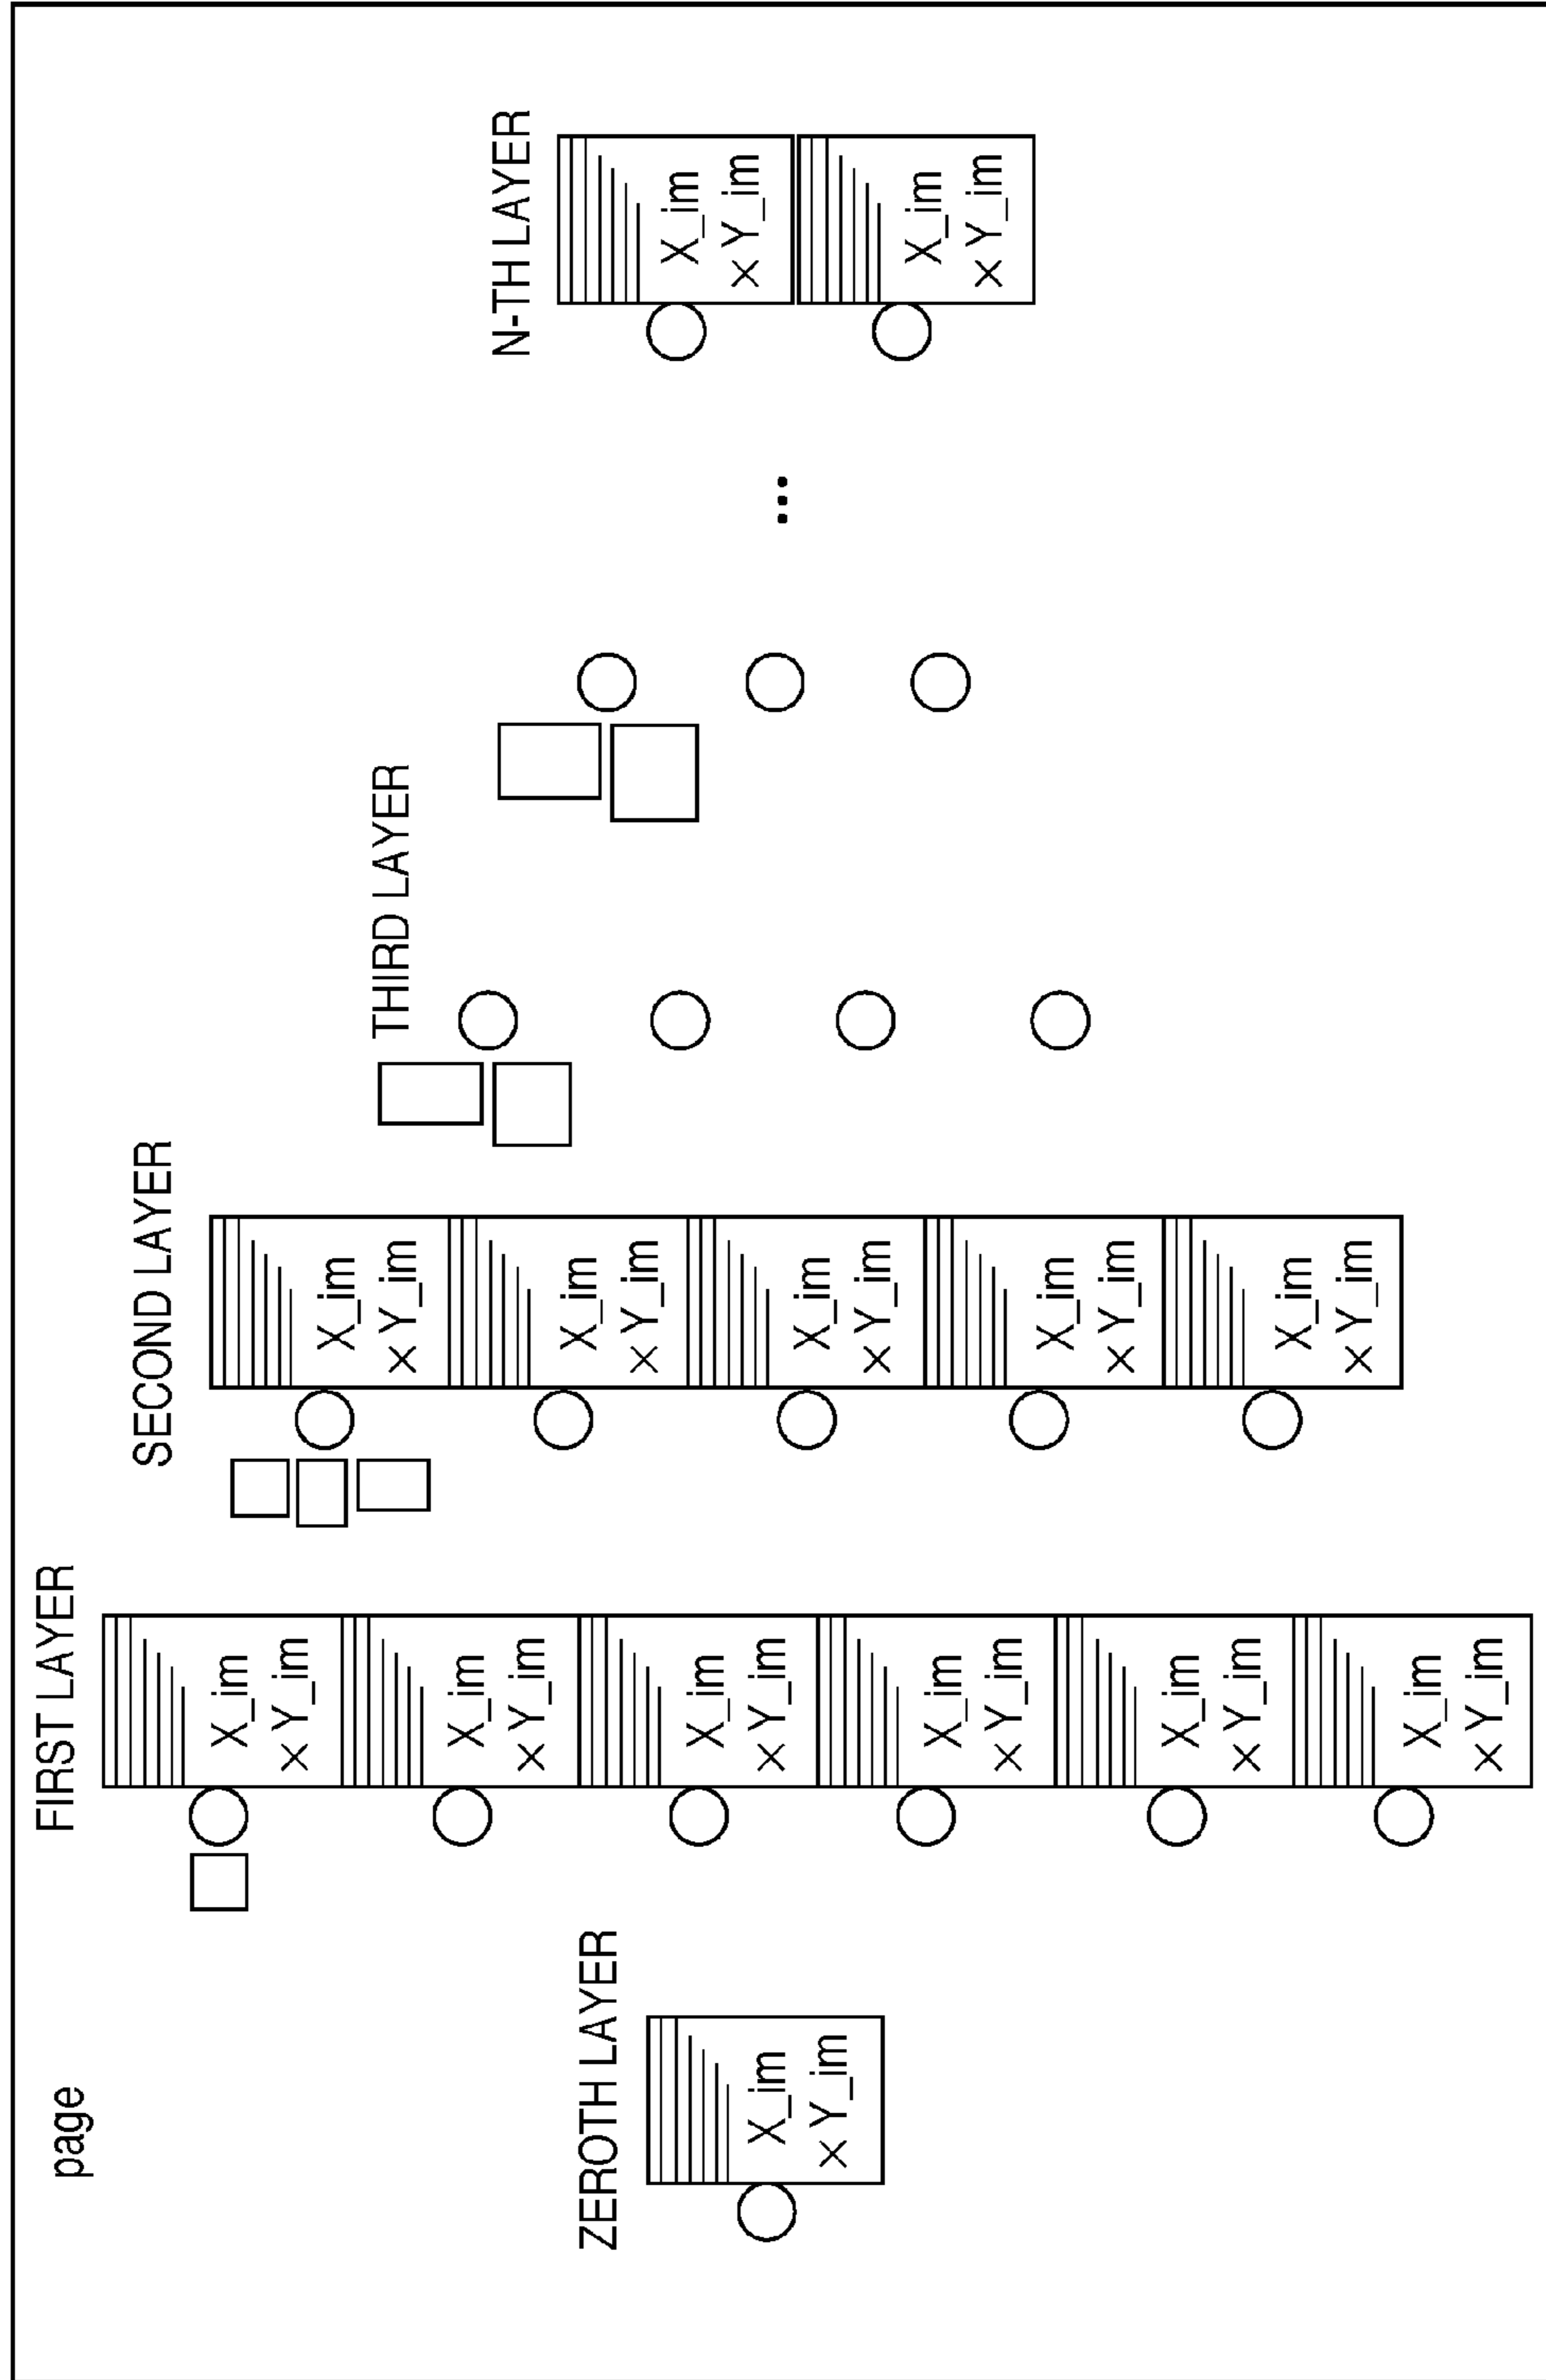 page
ZEROTH LAYER
X_im
×Y_im
FIRST LAYER
X_im
×Y_im
X_im
×Y_im
X_im
×Y_im
X_im
×Y_im
X_im
×Y_im
X_im
×Y_im
SECOND LAYER
X_im
×Y_im
X_im
×Y_im
X_im
×Y_im
X_im
×Y_im
X_im
×Y_im
THIRD LAYER
...
N-TH LAYER
X_im
×Y_im
X_im
×Y_im